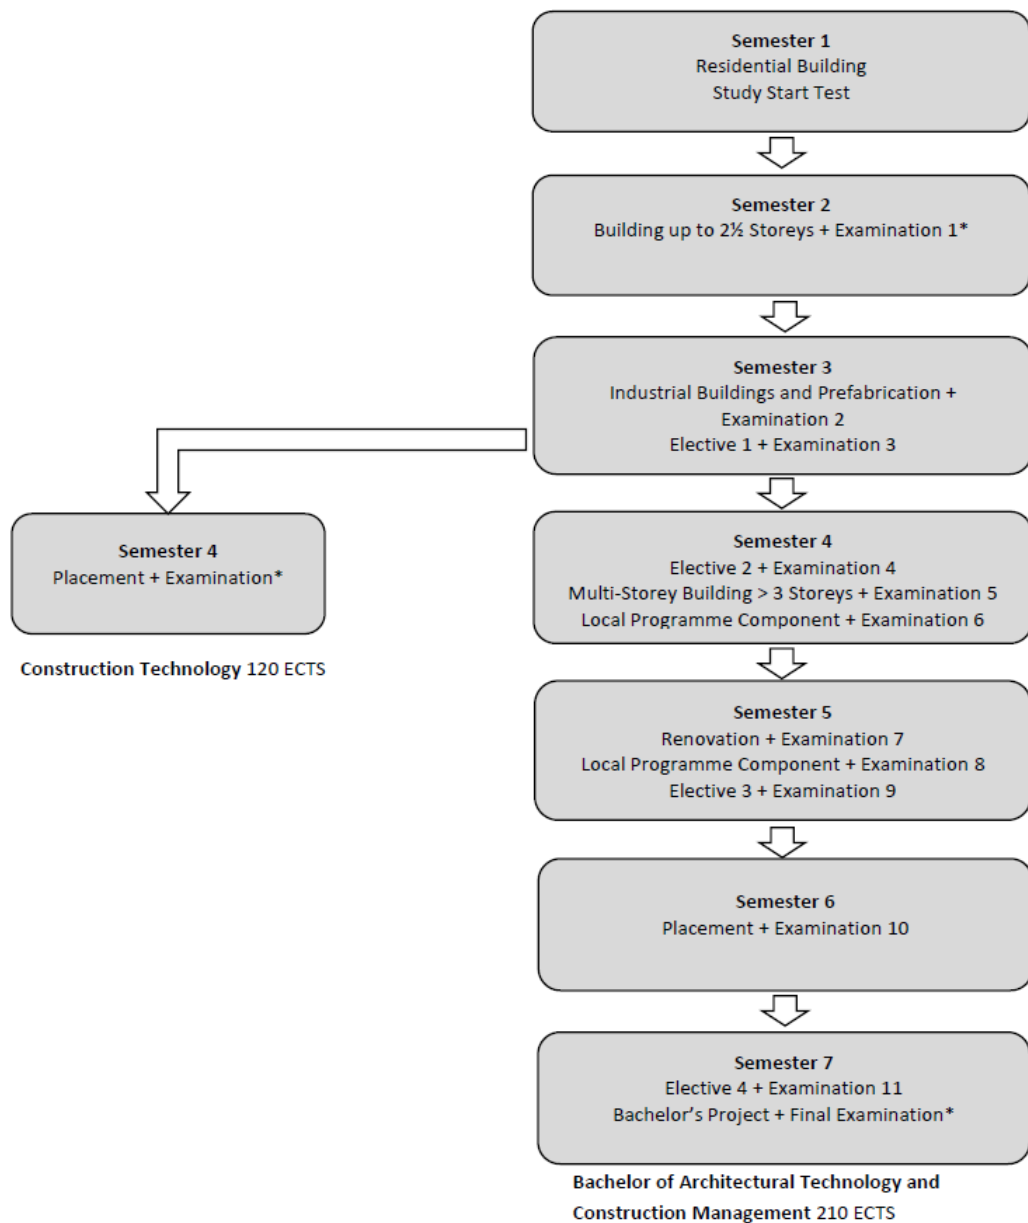 Semester 1
Residential Building
Study Start Test
Semester 2
Building up to 2½ Storeys + Examination 1*
Semester 3
Industrial Buildings and Prefabrication +
Examination 2
Elective 1 + Examination 3
Semester 4
Placement + Examination*
Construction Technology 120 ECTS
Semester 4
Elective 2 + Examination 4
Multi-Storey Building > 3 Storeys + Examination 5
Local Programme Component + Examination 6
Semester 5
Renovation + Examination 7
Local Programme Component + Examination 8
Elective 3 + Examination 9
Semester 6
Placement + Examination 10
Semester 7
Elective 4 + Examination 11
Bachelor’s Project + Final Examination*
Bachelor of Architectural Technology and
Construction Management 210 ECTS